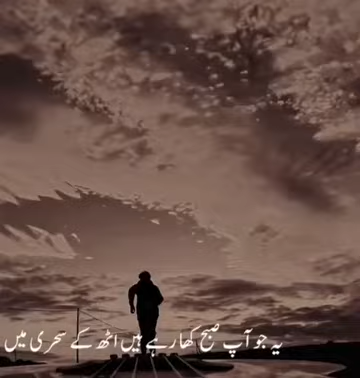 یہ جو آپ صبح کھا رہے ہیں اٹھ کے سحری میں